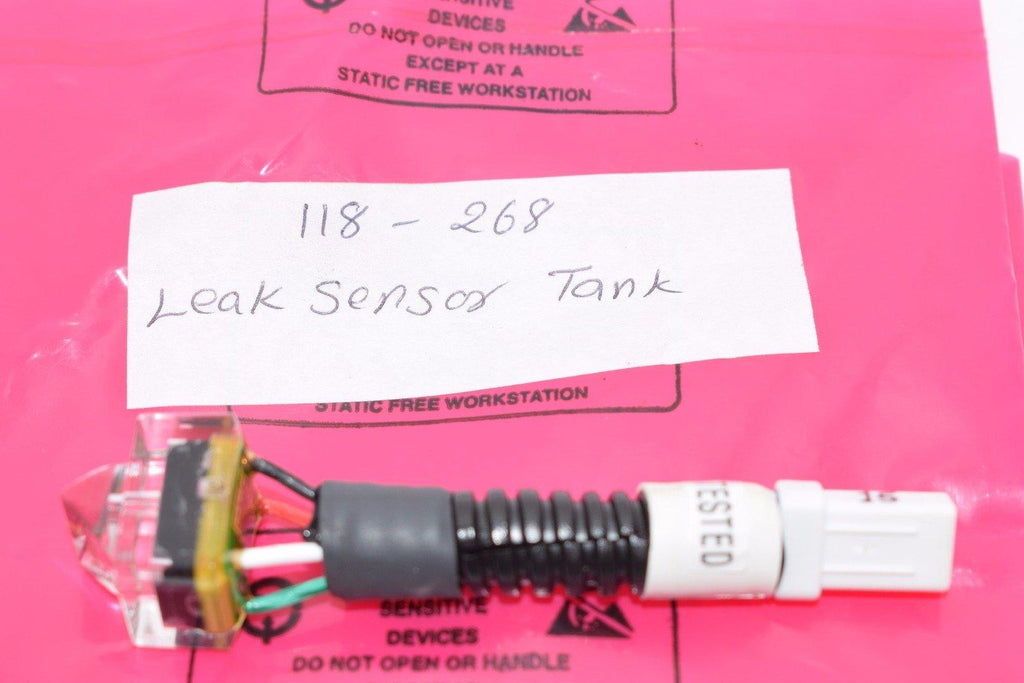 DEVICES
DO NOT OPEN OR HANDLE
EXCEPT AT A
STATIC FREE WORKSTATION
118 - 268
Leak Sensor Tank
STATIC FREE WORKSTATION
TESTED
SENSITIVE
DEVICES
DO NOT OPEN OR HANDLE